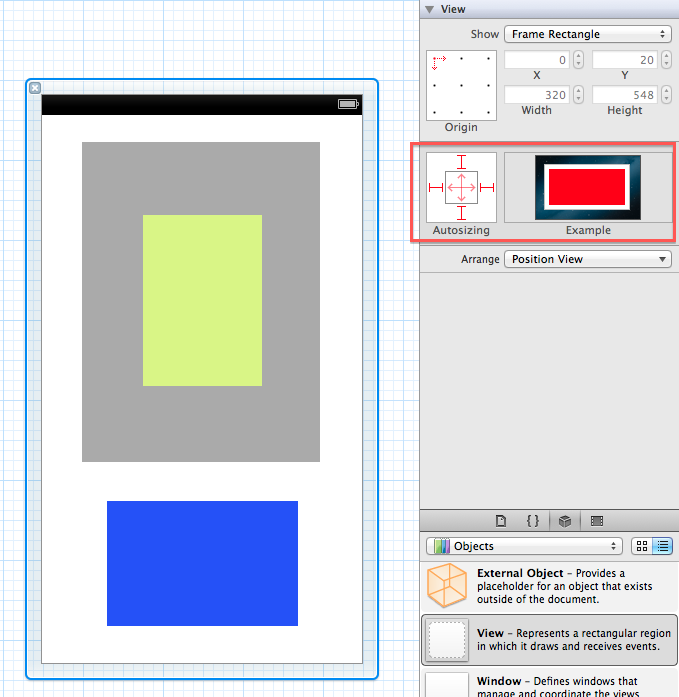 View
Show Frame Rectangle
0 20
X Y
320 548
Width Height
Origin
Autosizing Example
Arrange Position View
{ }
Objects
External Object – Provides a
placeholder for an object that exists
outside of the document.
View – Represents a rectangular region
in which it draws and receives events.
Window – Defines windows that
manage and coordinate the views